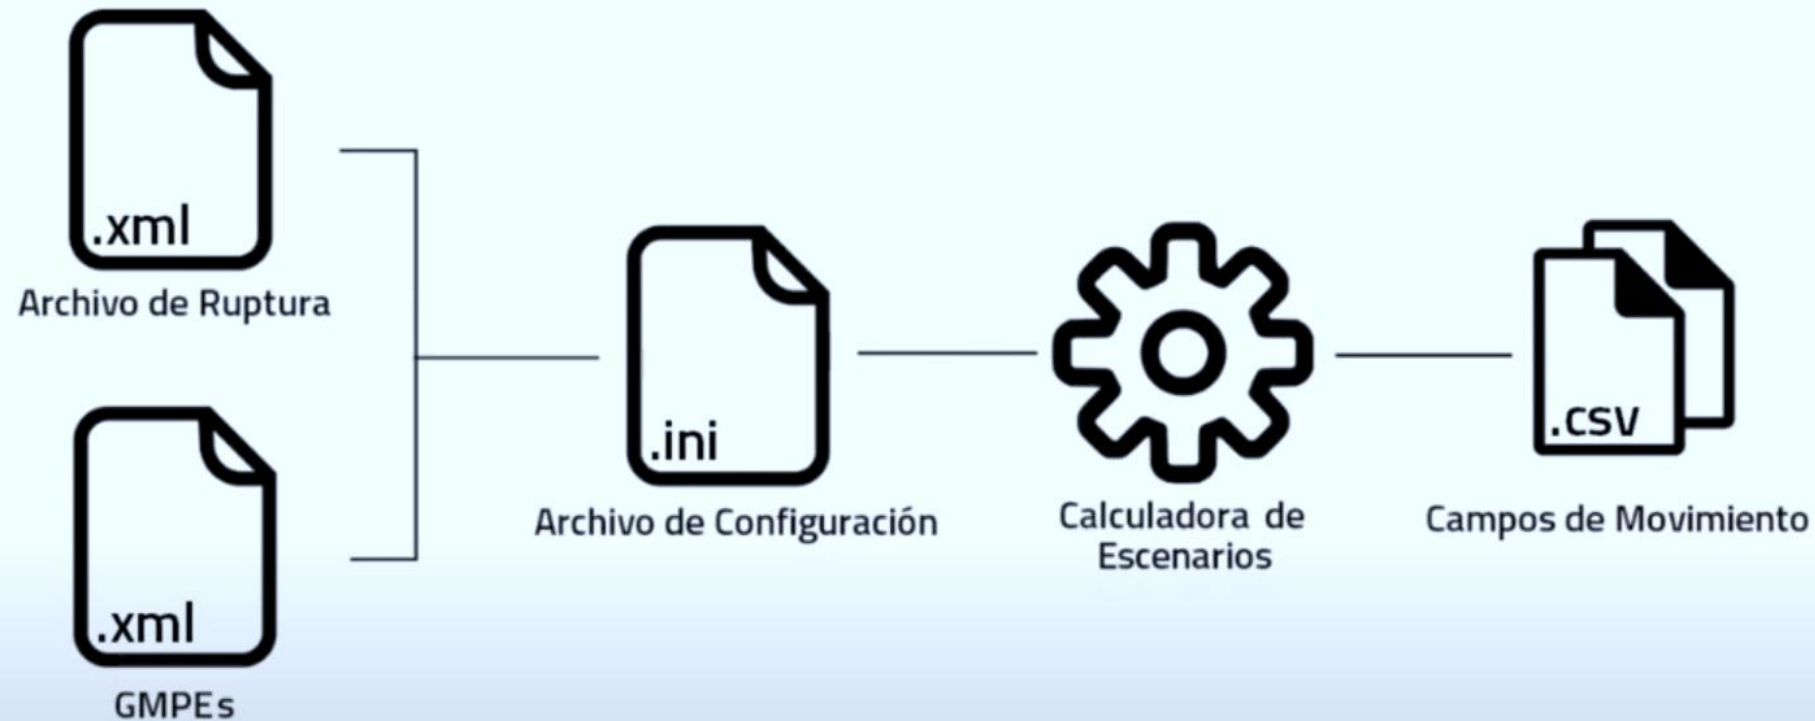 .xml
Archivo de Ruptura
.xml
GMPEs
.ini
Archivo de Configuración
Calculadora de
Escenarios
.csv
Campos de Movimiento